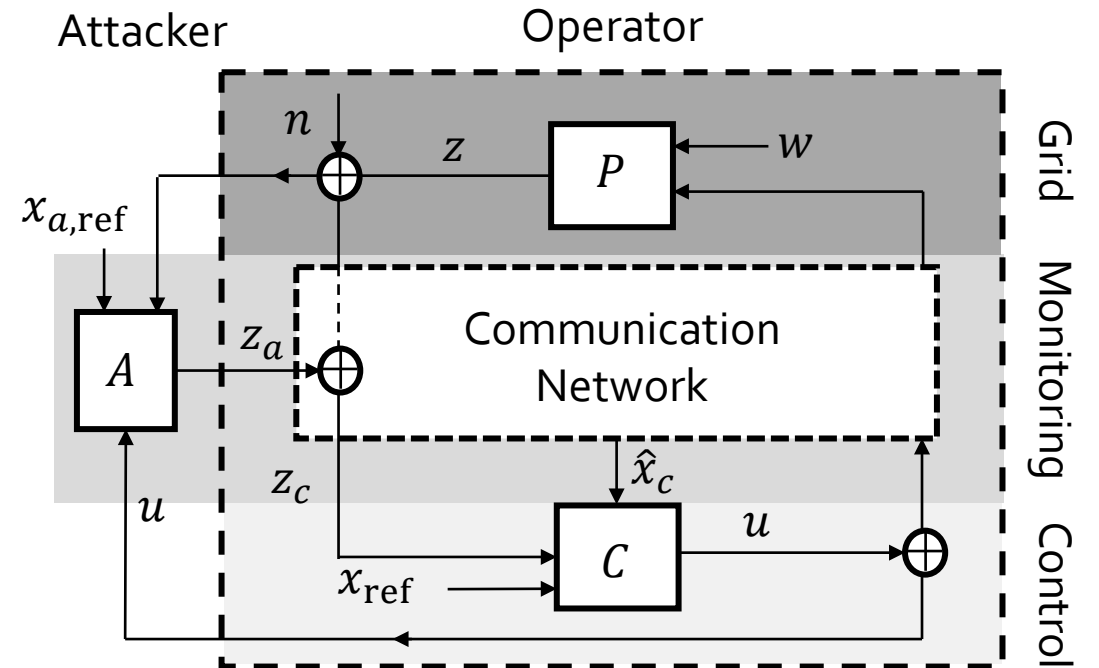 Attacker
Operator
n
z
P
w
Grid
x_{a,ref}
A
z_a
Communication
Network
Monitoring
z_c
x̂_c
u
u
C
x_{ref}
Control